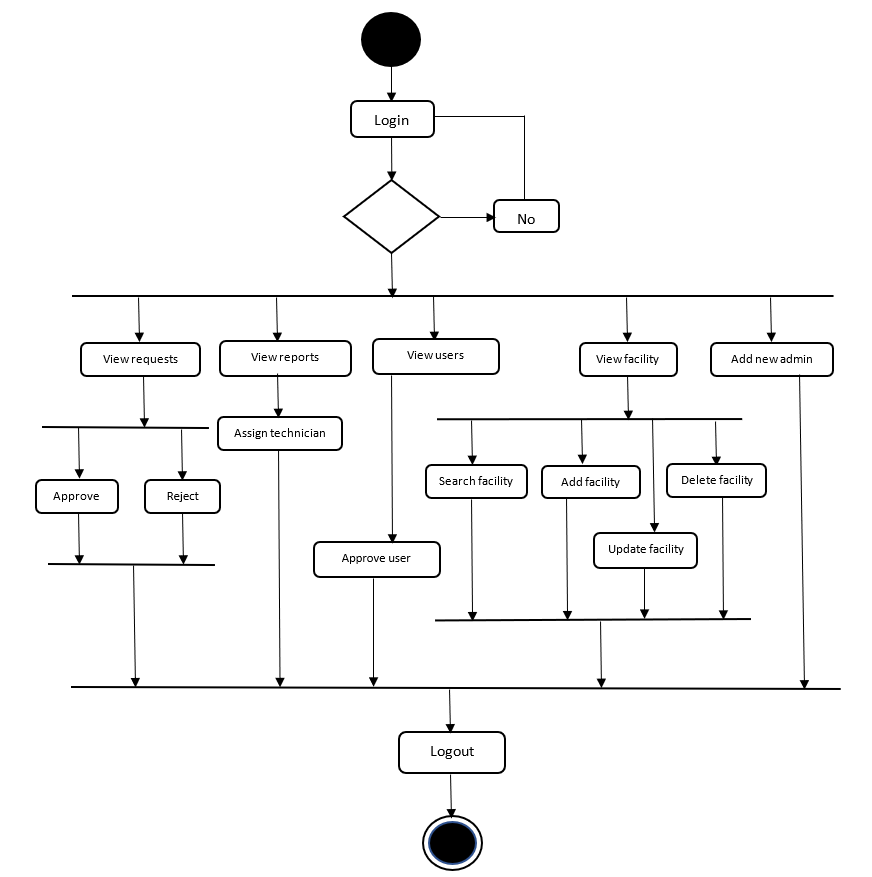 Login
No
View requests
View reports
View users
View facility
Add new admin
Assign technician
Approve
Reject
Search facility
Add facility
Delete facility
Update facility
Approve user
Logout